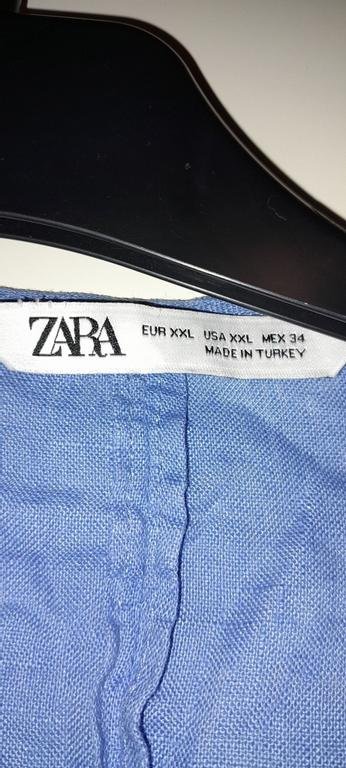 ZARA
EUR XXL USA XXL MEX 34
MADE IN TURKEY